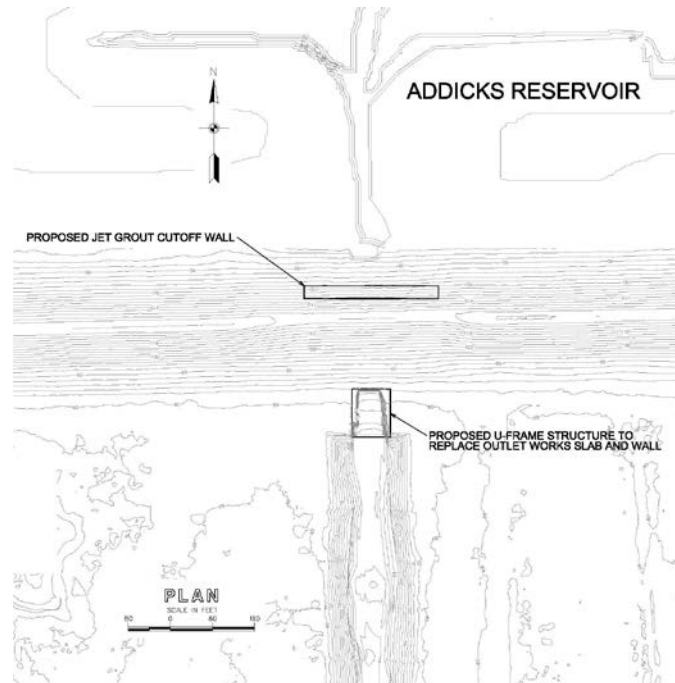 N
ADDICKS RESERVOIR
PROPOSED JET GROUT CUTOFF WALL
PROPOSED U-FRAME STRUCTURE TO
REPLACE OUTLET WORKS SLAB AND WALL
PLAN
SCALE IN FEET